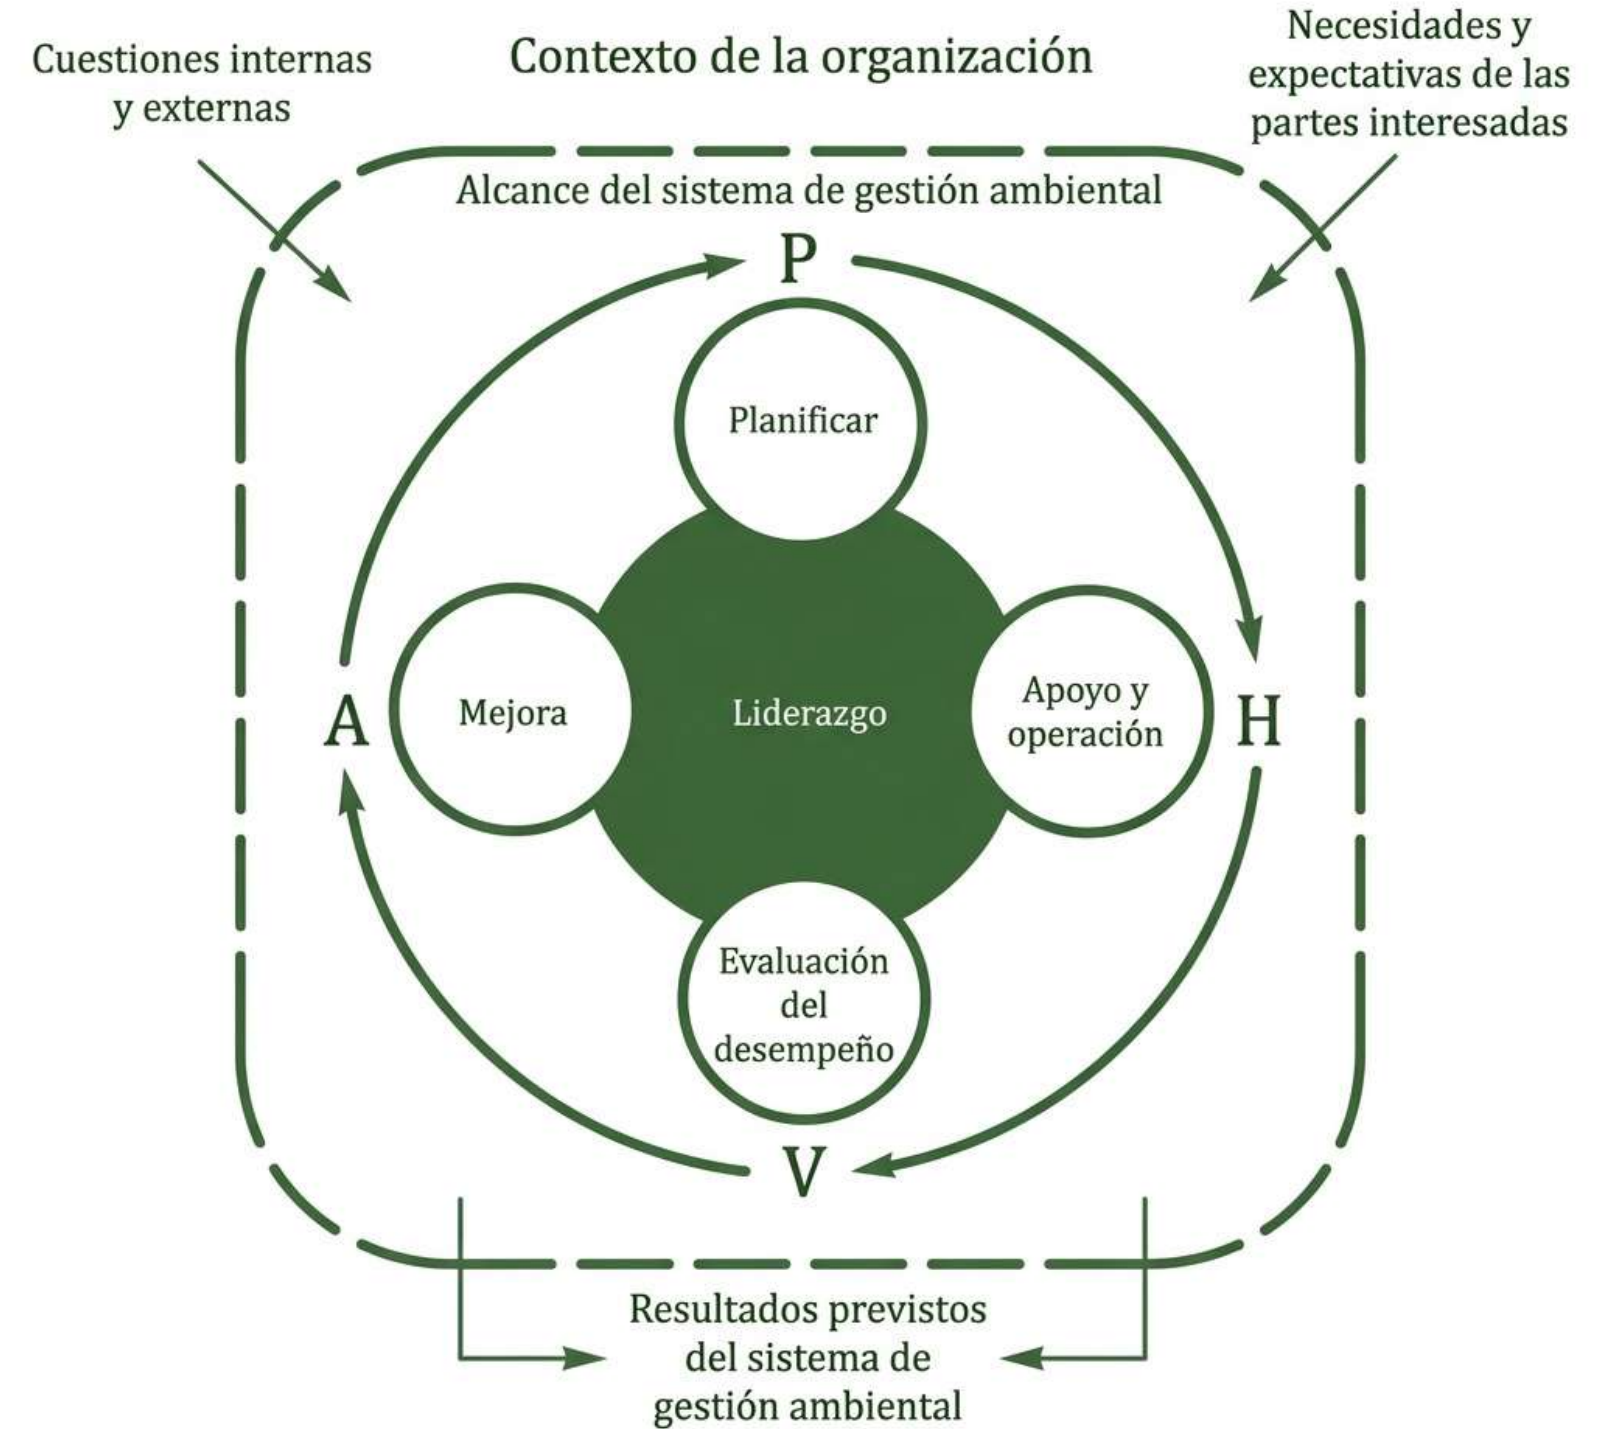 Cuestiones internas
y externas
Contexto de la organización
Necesidades y
expectativas de las
partes interesadas
Alcance del sistema de gestión ambiental
P
Planificar
A
Mejora
Liderazgo
Apoyo y
operación
H
Evaluación
del
desempeño
V
Resultados previstos
del sistema de
gestión ambiental